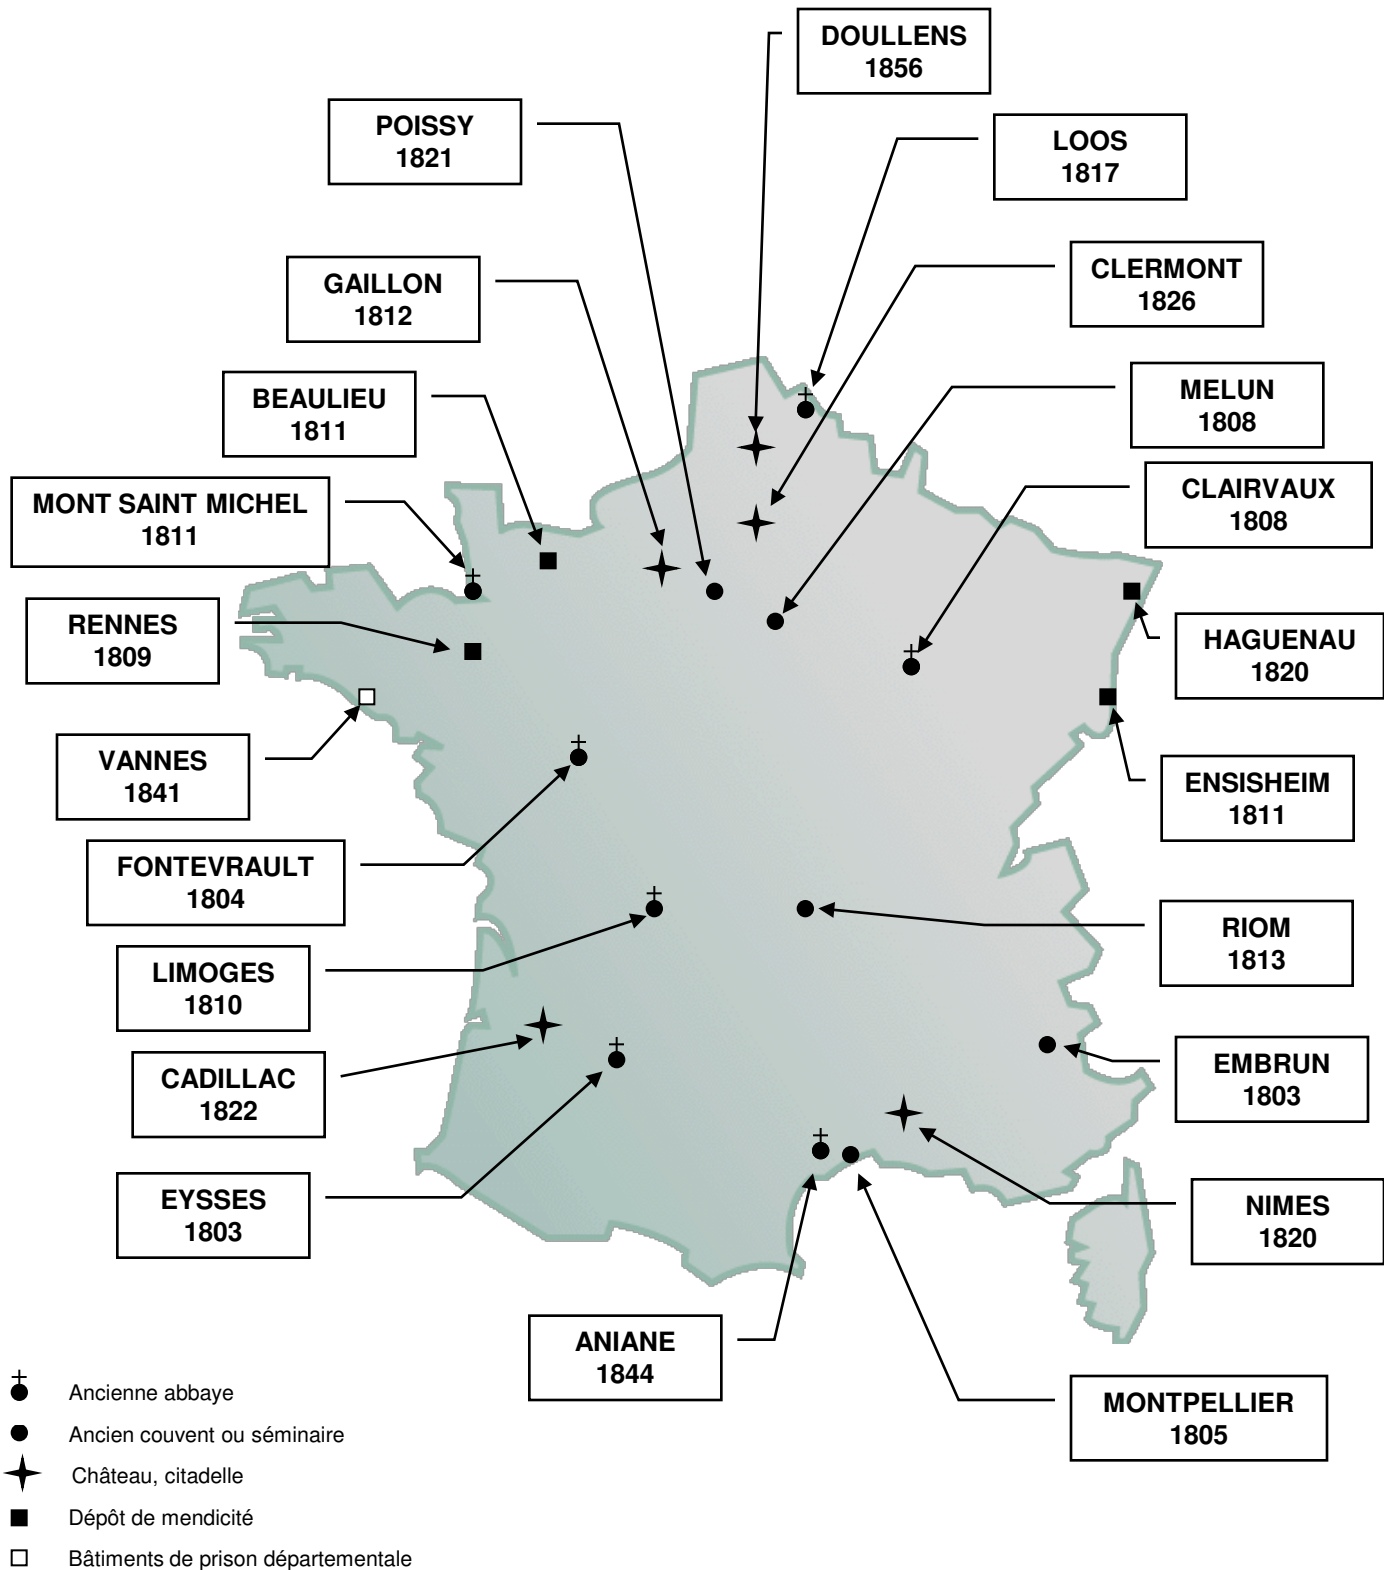 DOULLENS
1856
POISSY
1821
LOOS
1817
GAILLON
1812
CLERMONT
1826
BEAULIEU
1811
MELUN
1808
MONT SAINT MICHEL
1811
CLAIRVAUX
1808
RENNES
1809
HAGUENAU
1820
VANNES
1841
ENSISHEIM
1811
FONTEVRAULT
1804
RIOM
1813
LIMOGES
1810
CADILLAC
1822
EMBRUN
1803
EYSSES
1803
NIMES
1820
ANIANE
1844
MONTPELLIER
1805
Ancienne abbaye
Ancien couvent ou séminaire
Château, citadelle
Dépôt de mendicité
Bâtiments de prison départementale